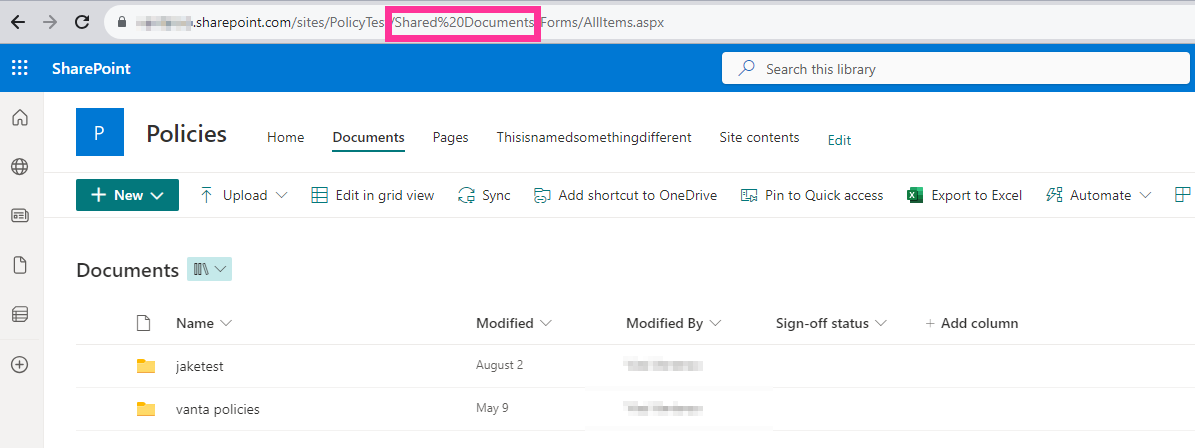 .sharepoint.com/sites/PolicyTes/Shared%20Documents/Forms/AllItems.aspx
SharePoint
Search this library
P
Policies
Home Documents Pages Thisisnamedsomethingdifferent Site contents Edit
+ New Upload Edit in grid view Sync Add shortcut to OneDrive Pin to Quick access Export to Excel Automate
Documents
Name Modified Modified By Sign-off status + Add column
jaketest August 2
vanta policies May 9